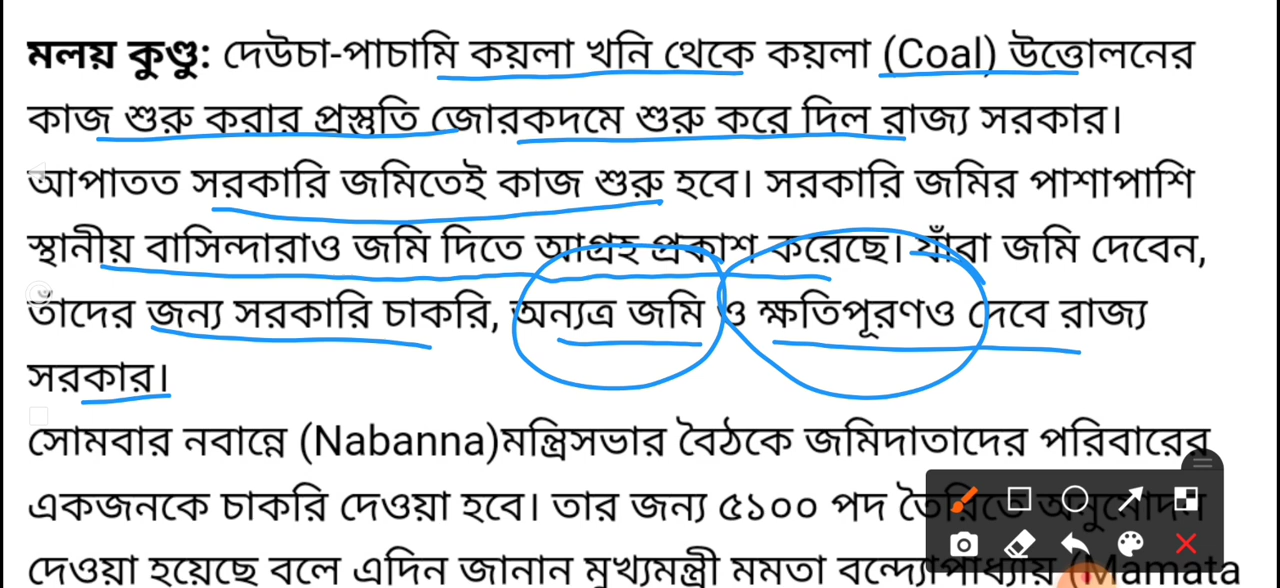 মলয় কুণ্ডু: দেউচা-পাচামি কয়লা খনি থেকে কয়লা (Coal) উত্তোলনের
কাজ শুরু করার প্রস্তুতি জোরকদমে শুরু করে দিল রাজ্য সরকার।
আপাতত সরকারি জমিতেই কাজ শুরু হবে। সরকারি জমির পাশাপাশি
স্থানীয় বাসিন্দারাও জমি দিতে আগ্রহ প্রকাশ করেছে। যাঁরা জমি দেবেন,
তাঁদের জন্য সরকারি চাকরি, অন্যত্র জমি ও ক্ষতিপূরণও দেবে রাজ্য
সরকার।
সোমবার নবান্নে (Nabanna)মন্ত্রিসভার বৈঠকে জমিদাতাদের পরিবারের
একজনকে চাকরি দেওয়া হবে। তার জন্য ৫১০০ পদ তৈরিতে অনুমোদন
দেওয়া হয়েছে বলে এদিন জানান মুখ্যমন্ত্রী মমতা বন্দ্যোপাধ্যায় (Mamata